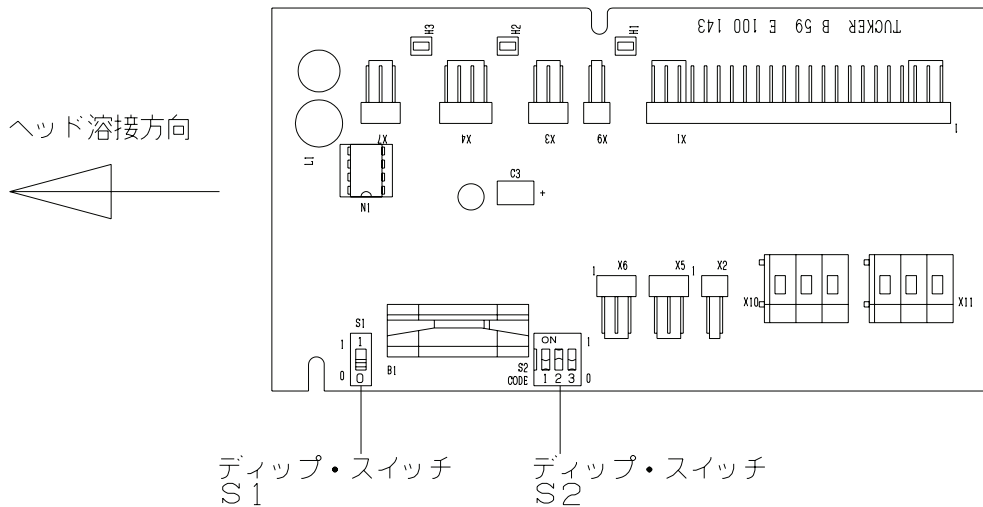 TUCKER B 59 E 100 143
H3
H2
H1
X7
X4
X3
X9
X1
1
ヘッド溶接方向
L1
N1
C3
+
1
X6
X5
1
X2
X10
X11
S1
1
1
0
0
B1
ON
S2
CODE
1 2 3
1
0
ディップ・スイッチ
S1
ディップ・スイッチ
S2